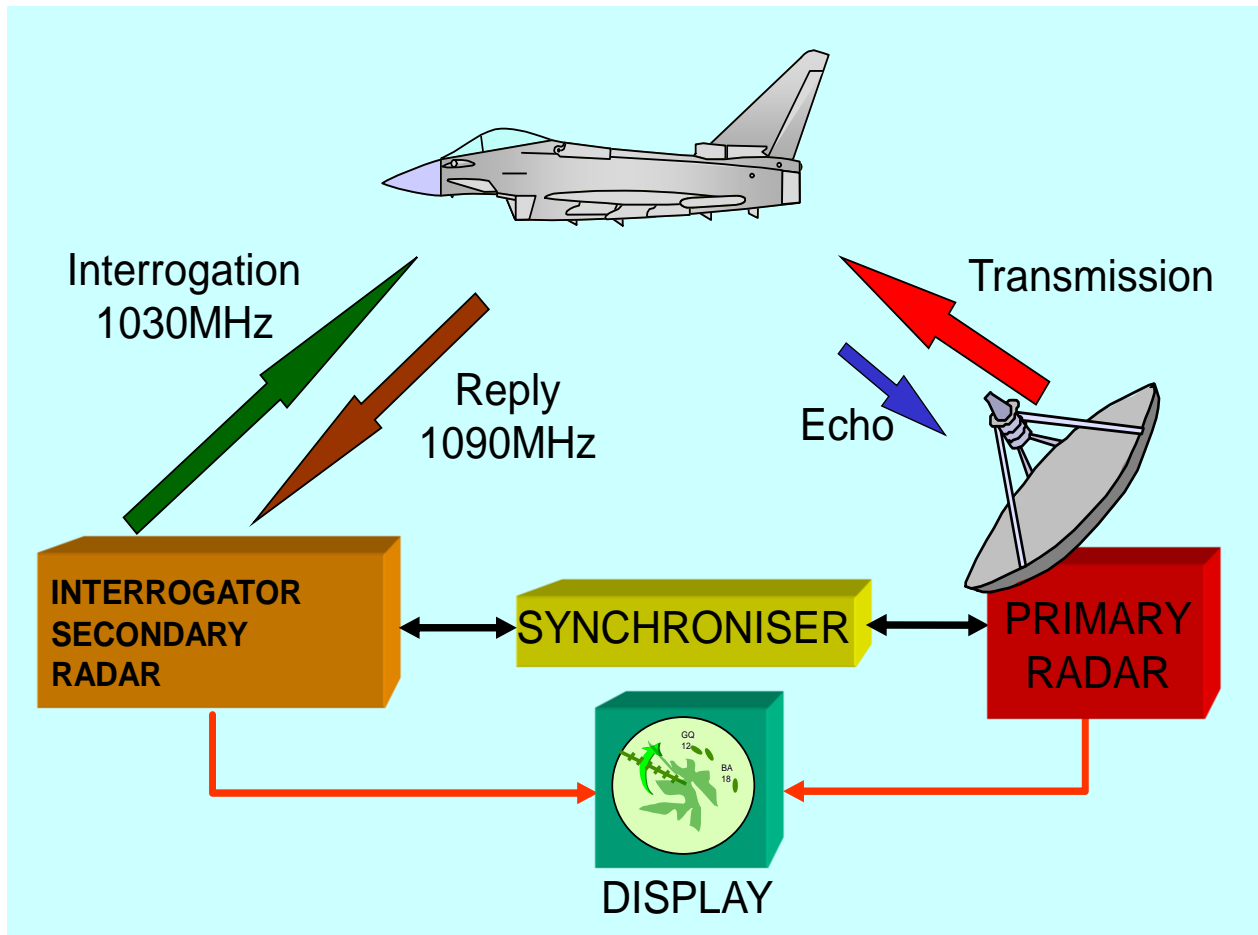 Interrogation
1030MHz
Transmission
Reply
1090MHz
Echo
INTERROGATOR
SECONDARY
RADAR
SYNCHRONISER
PRIMARY
RADAR
GQ
12
BA
18
DISPLAY